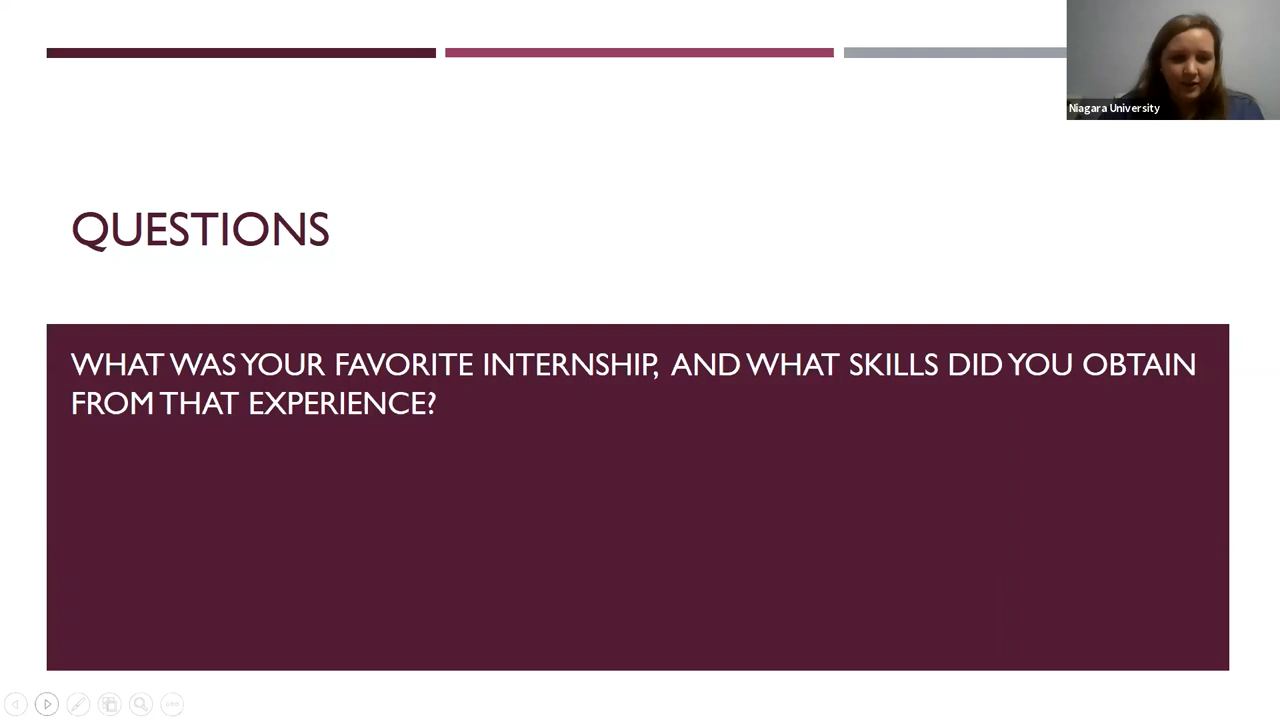 Niagara University
QUESTIONS
WHAT WAS YOUR FAVORITE INTERNSHIP, AND WHAT SKILLS DID YOU OBTAIN
FROM THAT EXPERIENCE?